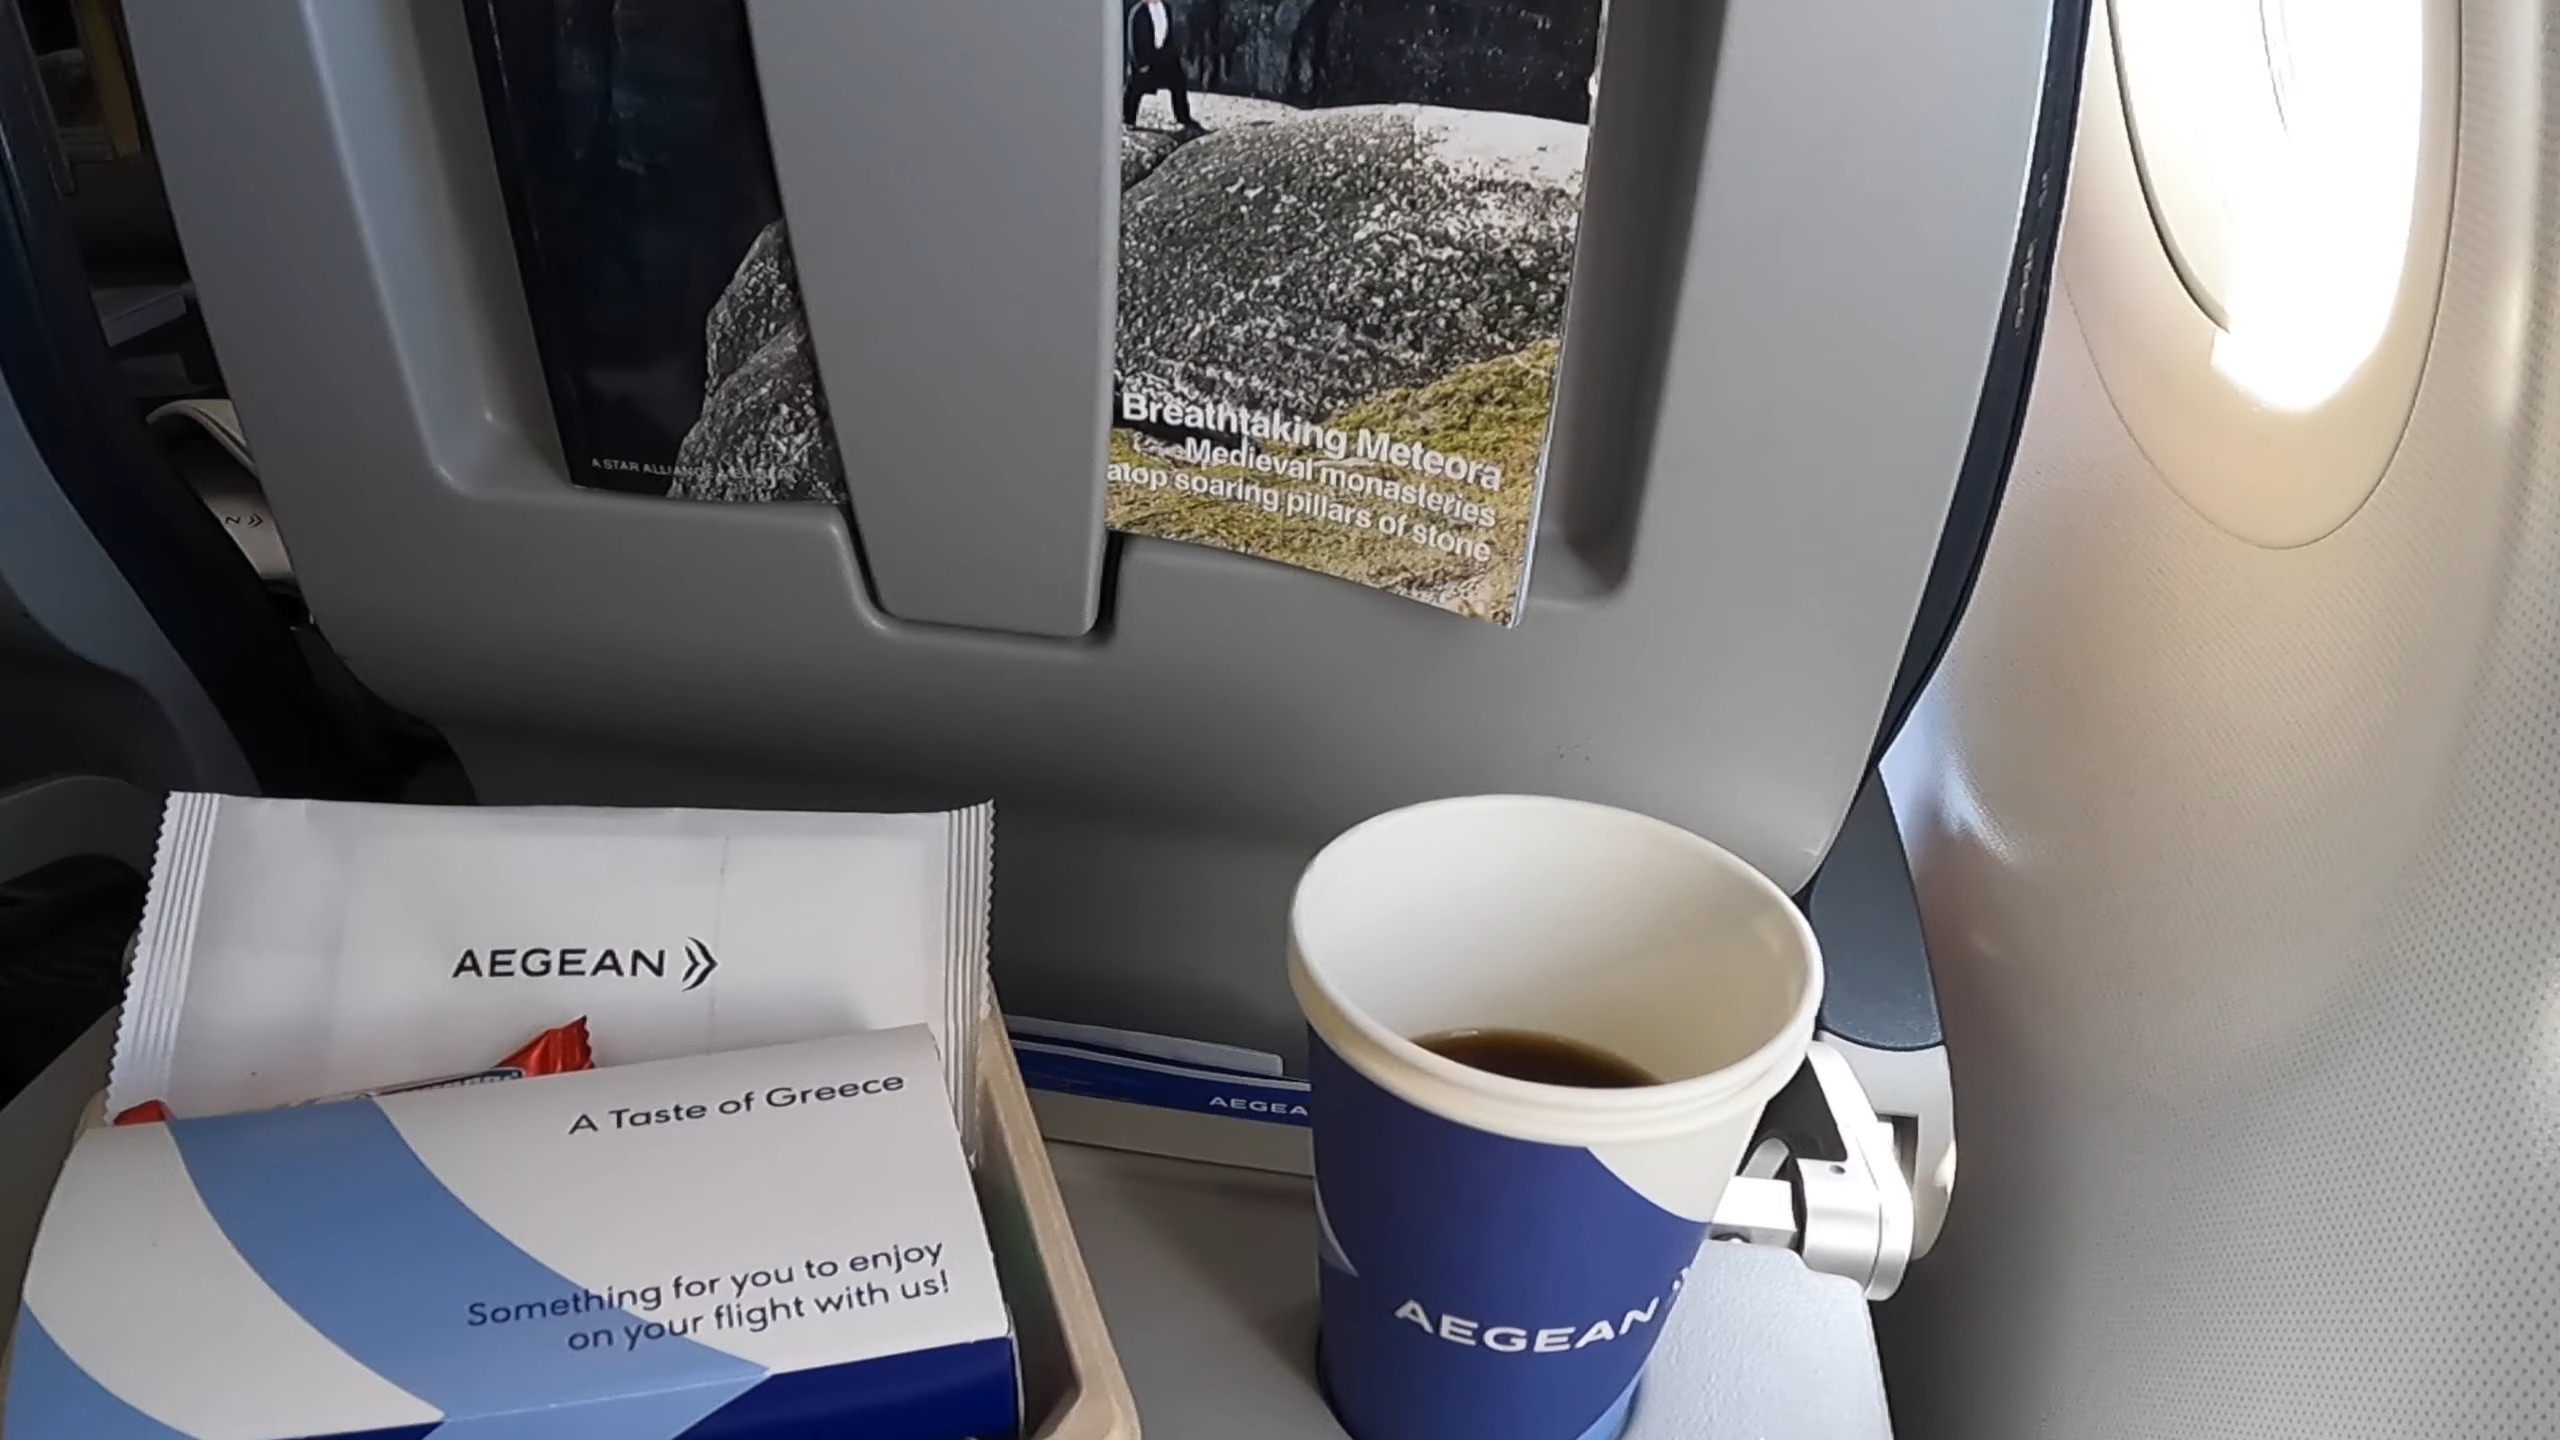 Breathtaking Meteora
Medieval monasteries
atop soaring pillars of stone
A STAR ALLIANCE
AEGEAN
A Taste of Greece
Something for you to enjoy
on your flight with us!
AEGEA
AEGEAN